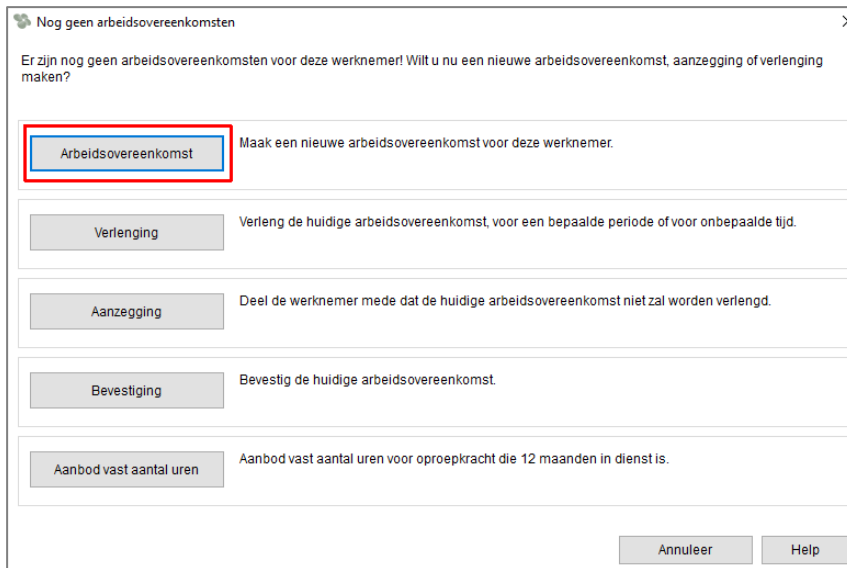 Nog geen arbeidsovereenkomsten
Er zijn nog geen arbeidsovereenkomsten voor deze werknemer! Wilt u nu een nieuwe arbeidsovereenkomst, aanzegging of verlenging
maken?
Arbeidsovereenkomst
Maak een nieuwe arbeidsovereenkomst voor deze werknemer.
Verlenging
Verleng de huidige arbeidsovereenkomst, voor een bepaalde periode of voor onbepaalde tijd.
Aanzegging
Deel de werknemer mede dat de huidige arbeidsovereenkomst niet zal worden verlengd.
Bevestiging
Bevestig de huidige arbeidsovereenkomst.
Aanbod vast aantal uren
Aanbod vast aantal uren voor oproepkracht die 12 maanden in dienst is.
Annuleer
Help